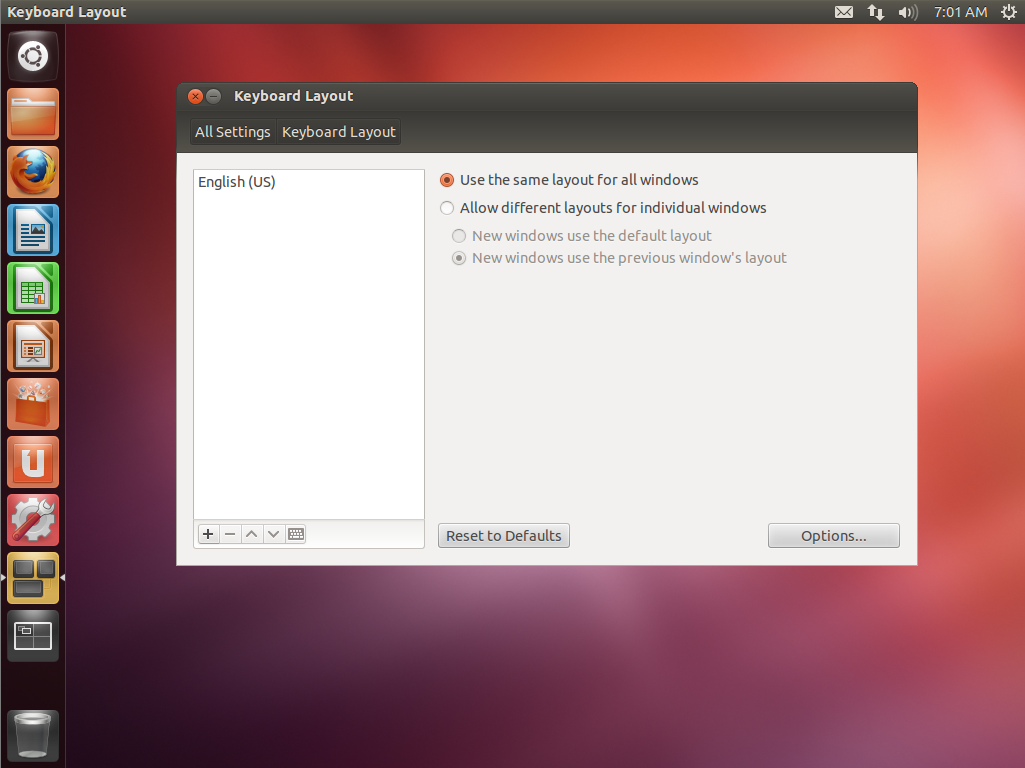 Keyboard Layout
7:01 AM
Keyboard Layout
All Settings Keyboard Layout
English (US)
Use the same layout for all windows
Allow different layouts for individual windows
New windows use the default layout
New windows use the previous window's layout
Reset to Defaults
Options...